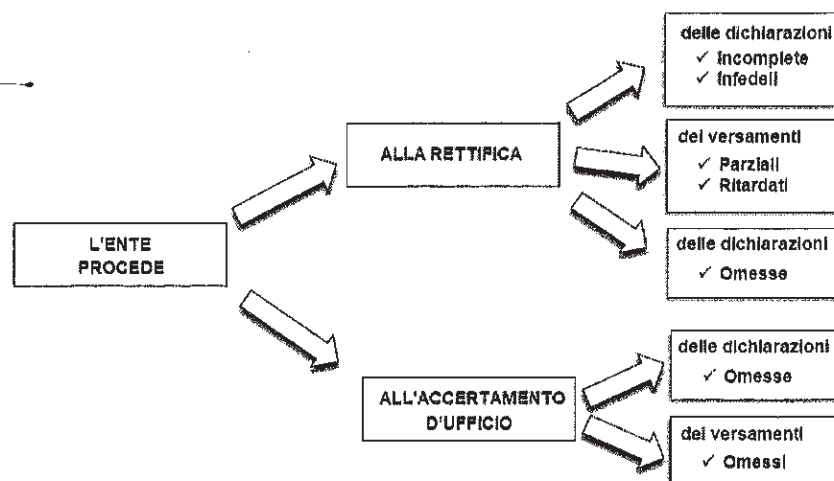 delle dichiarazioni
✓ Incomplete
✓ Infedeli
ALLA RETTIFICA
dei versamenti
✓ Parziali
✓ Ritardati
L'ENTE
PROCEDE
delle dichiarazioni
✓ Omesse
delle dichiarazioni
✓ Omesse
ALL'ACCERTAMENTO
D'UFFICIO
dei versamenti
✓ Omessi